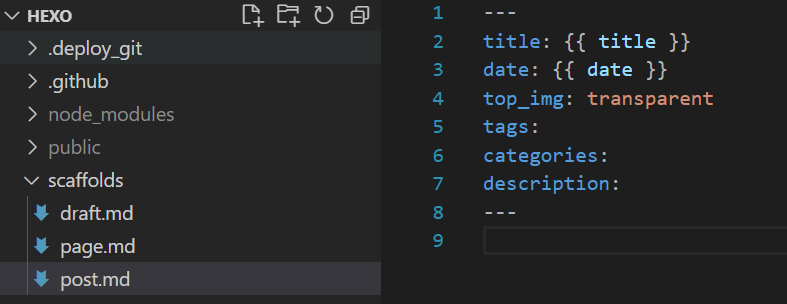 HEXO
.deploy_git
.github
node_modules
public
scaffolds
draft.md
page.md
post.md
1 ---
2 title: {{ title }}
3 date: {{ date }}
4 top_img: transparent
5 tags:
6 categories:
7 description:
8 ---
9